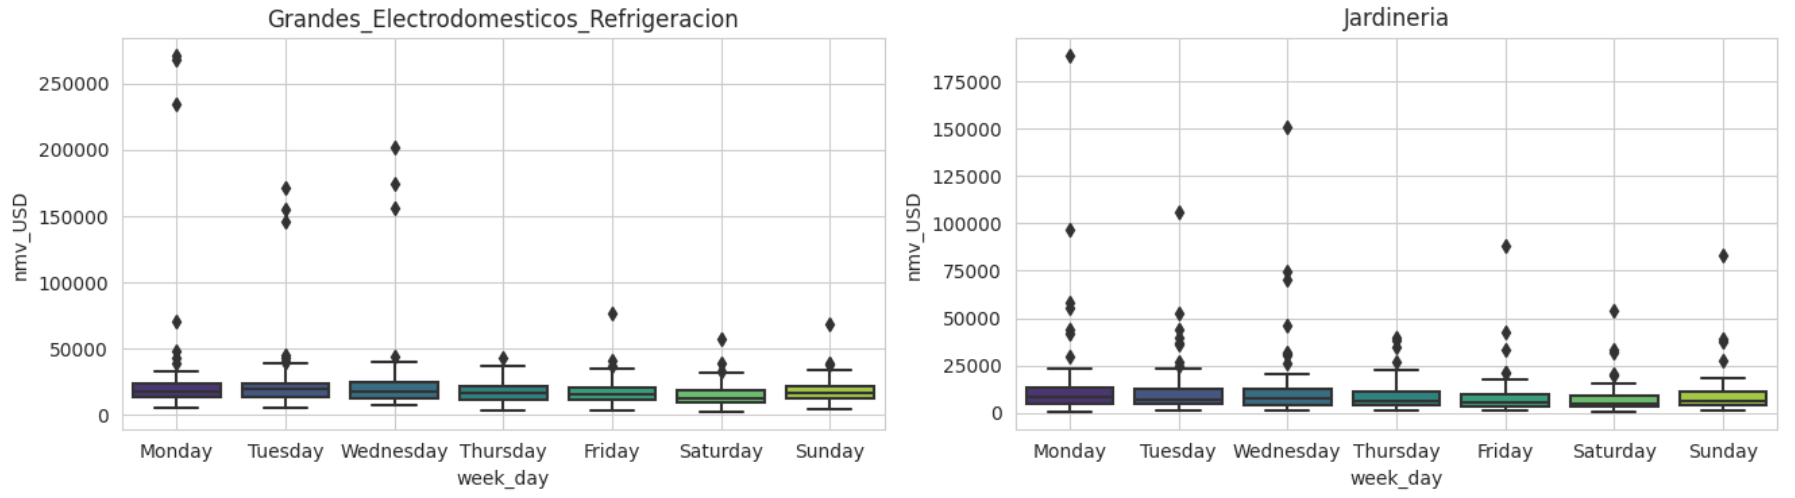 Grandes_Electrodomesticos_Refrigeracion
250000
200000
150000
100000
50000
0
nmv_USD
Monday Tuesday Wednesday Thursday Friday Saturday Sunday
week_day
Jardineria
175000
150000
125000
100000
75000
50000
25000
0
nmv_USD
Monday Tuesday Wednesday Thursday Friday Saturday Sunday
week_day